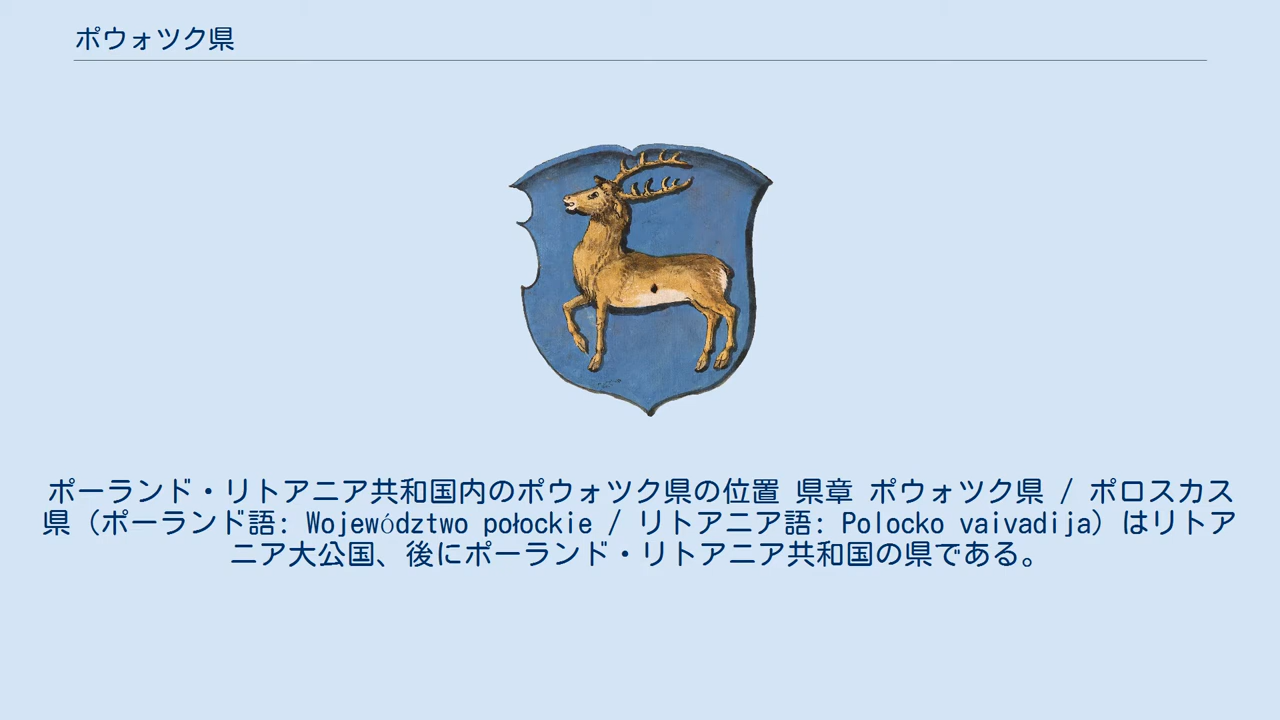 ポウォツク県
ポーランド・リトアニア共和国内のポウォツク県の位置 県章 ポウォツク県 / ポロスカス
県（ポーランド語: Województwo połockie / リトアニア語: Polocko vaivadija）はリトア
ニア大公国、後にポーランド・リトアニア共和国の県である。